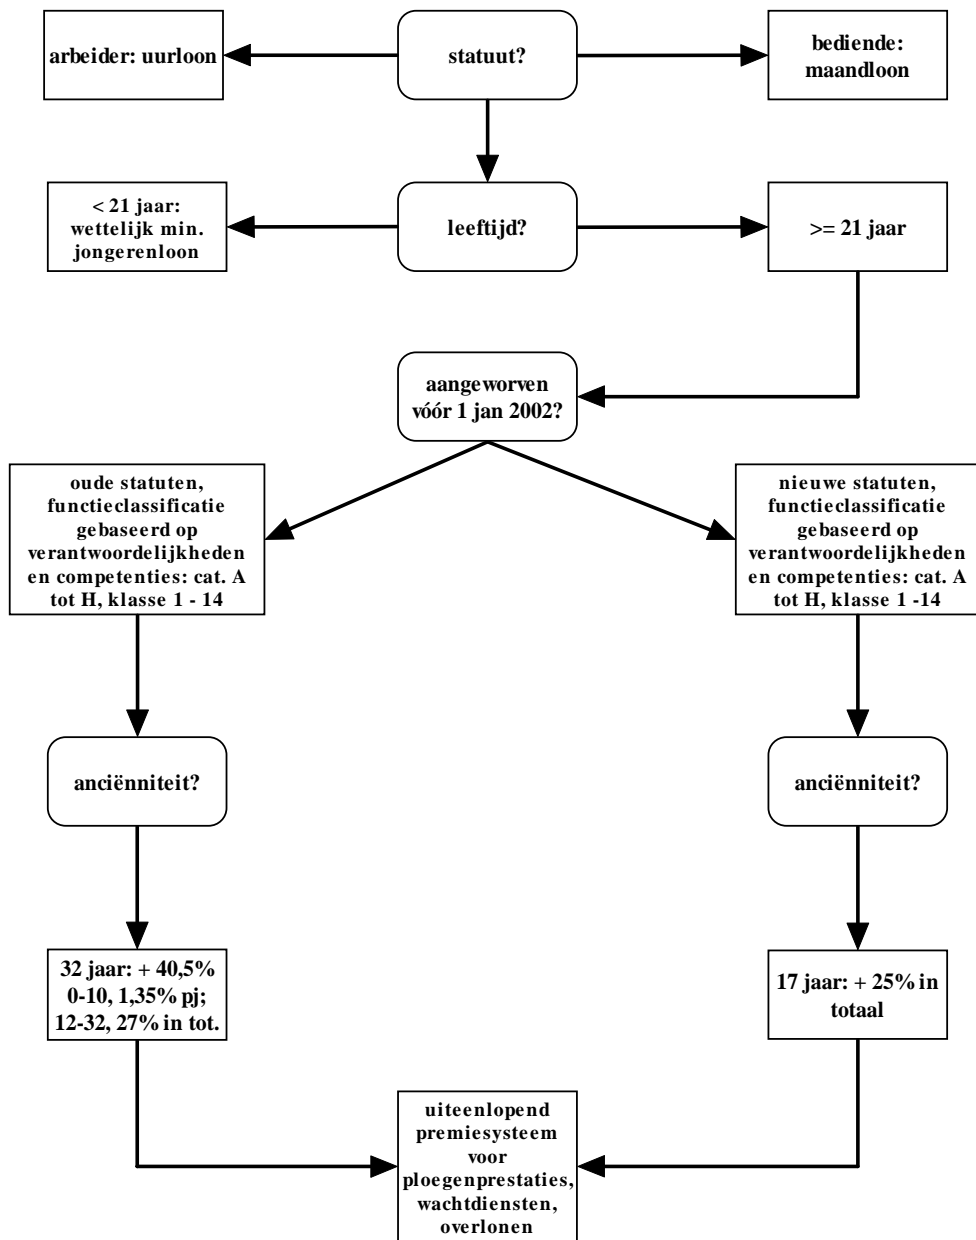 arbeider: uurloon
statuut?
bediende:
maandloon
< 21 jaar:
wettelijk min.
jongerenloon
leeftijd?
>= 21 jaar
aangeworven
vóór 1 jan 2002?
oude statuten,
functieclassificatie
gebaseerd op
verantwoordelijkheden
en competenties: cat. A
tot H, klasse 1 - 14
nieuwe statuten,
functieclassificatie
gebaseerd op
verantwoordelijkheden
en competenties: cat. A
tot H, klasse 1 -14
anciënniteit?
anciënniteit?
32 jaar: + 40,5%
0-10, 1,35% pj;
12-32, 27% in tot.
17 jaar: + 25% in
totaal
uiteenlopend
premiesysteem
voor
ploegenprestaties,
wachtdiensten,
overlonen